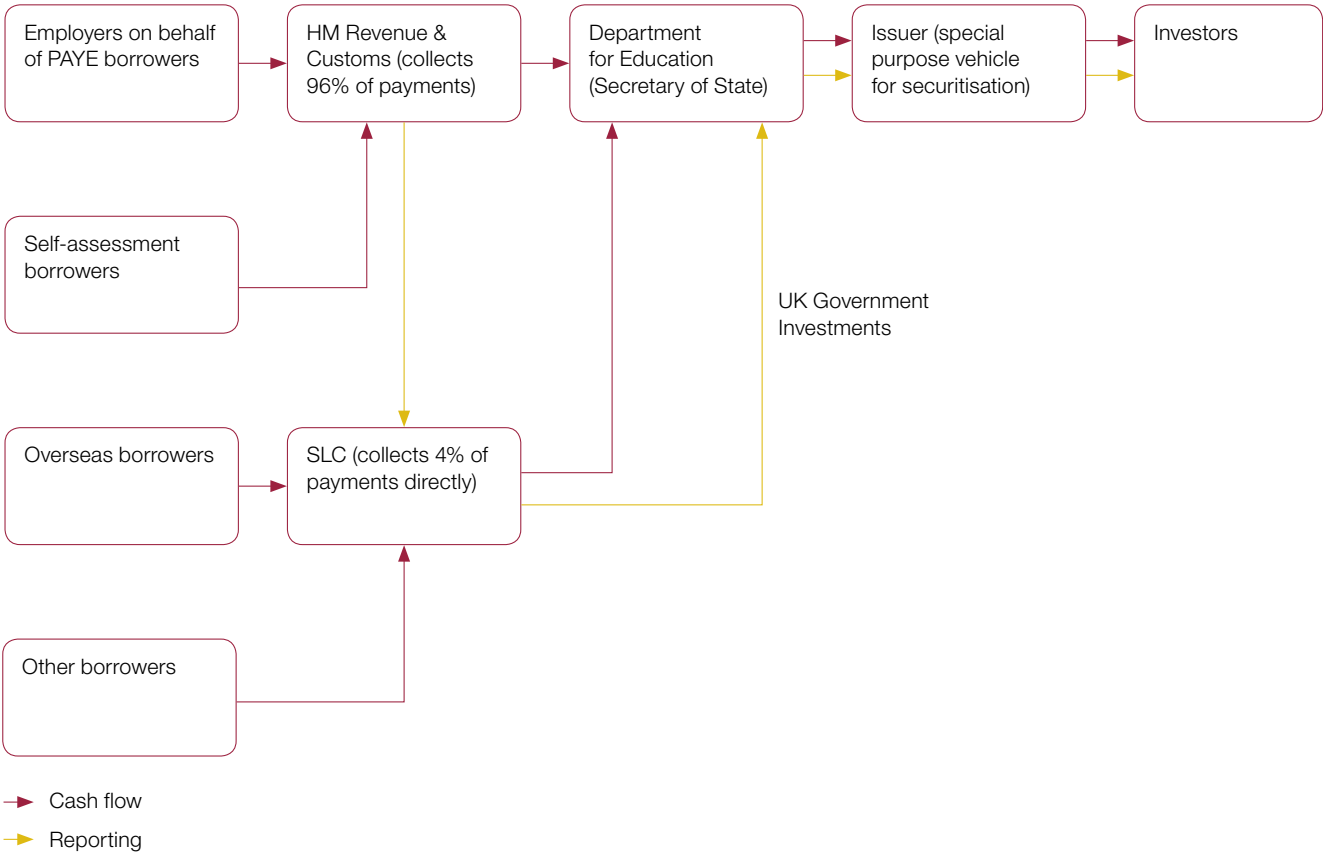 Employers on behalf
of PAYE borrowers
HM Revenue &
Customs (collects
96% of payments)
Department
for Education
(Secretary of State)
Issuer (special
purpose vehicle
for securitisation)
Investors
Self-assessment
borrowers
UK Government
Investments
Overseas borrowers
SLC (collects 4% of
payments directly)
Other borrowers
Cash flow
Reporting